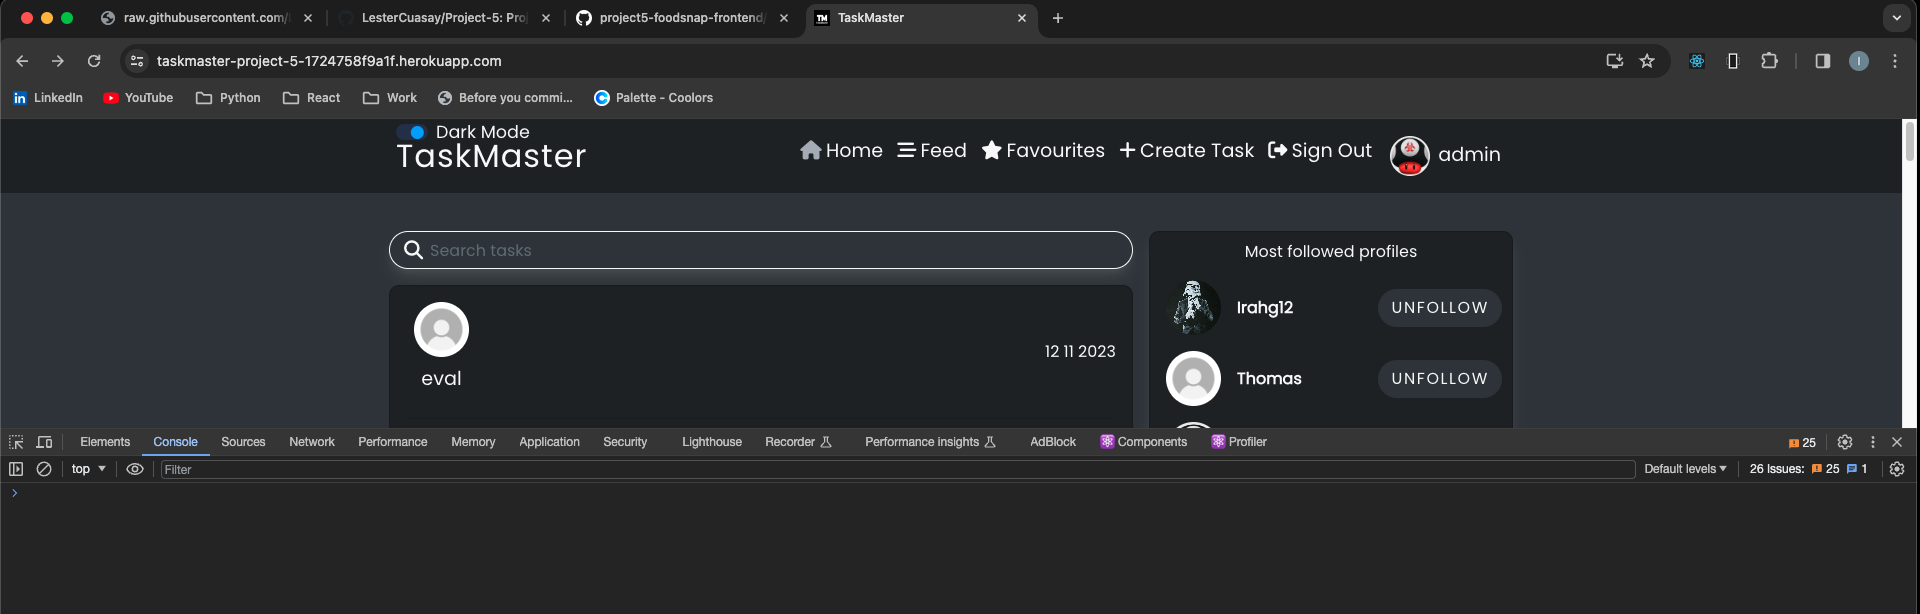 raw.githubusercontent.com/ LesterCuasay/Project-5: Pro project5-foodsnap-frontend/ TM TaskMaster
taskmaster-project-5-1724758f9a1f.herokuapp.com
in LinkedIn YouTube Python React Work Before you commi... Palette - Coolors
Dark Mode
TaskMaster Home Feed Favourites Create Task Sign Out admin
Search tasks
Most followed profiles
Irahg12 UNFOLLOW
12 11 2023
eval
Thomas UNFOLLOW
Elements Console Sources Network Performance Memory Application Security Lighthouse Recorder Performance insights AdBlock Components Profiler 25
top Filter Default levels 26 Issues: 25 1